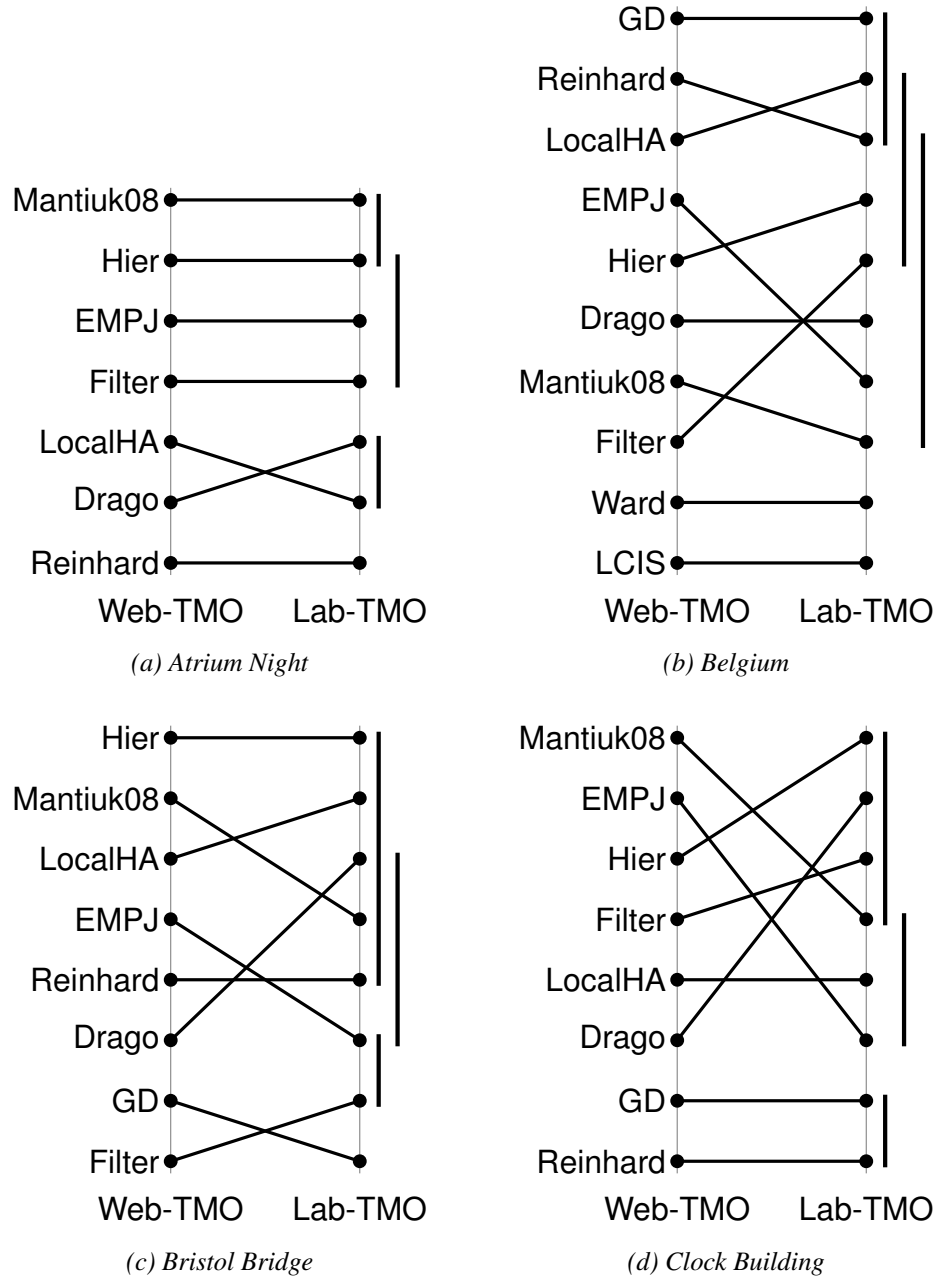 Mantiuk08
Hier
EMPJ
Filter
LocalHA
Drago
Reinhard
Web-TMO Lab-TMO
(a) Atrium Night
GD
Reinhard
LocalHA
EMPJ
Hier
Drago
Mantiuk08
Filter
Ward
LCIS
Web-TMO Lab-TMO
(b) Belgium
Hier
Mantiuk08
LocalHA
EMPJ
Reinhard
Drago
GD
Filter
Web-TMO Lab-TMO
(c) Bristol Bridge
Mantiuk08
EMPJ
Hier
Filter
LocalHA
Drago
GD
Reinhard
Web-TMO Lab-TMO
(d) Clock Building